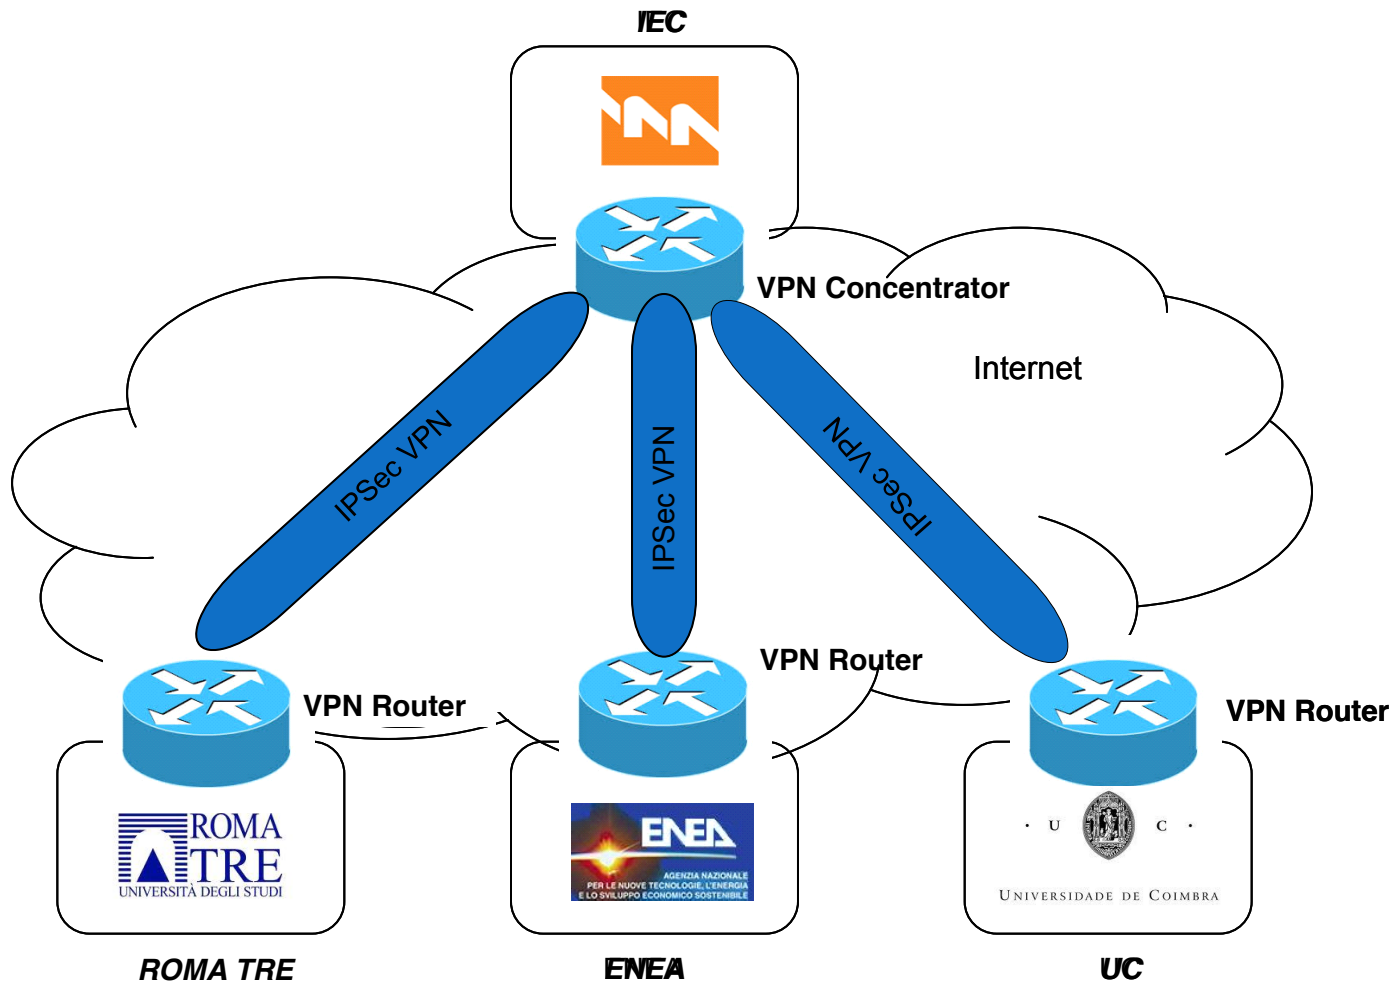 IEC
VPN Concentrator
Internet
IPSec VPN
IPSec VPN
IPSec VPN
VPN Router
VPN Router
VPN Router
ROMA
TRE
UNIVERSITÀ DEGLI STUDI
ENEA
AGENZIA NAZIONALE
PER LE NUOVE TECNOLOGIE, L'ENERGIA
E LO SVILUPPO ECONOMICO SOSTENIBILE
· U C ·
UNIVERSIDADE DE COIMBRA
ROMA TRE
ENEA
UC